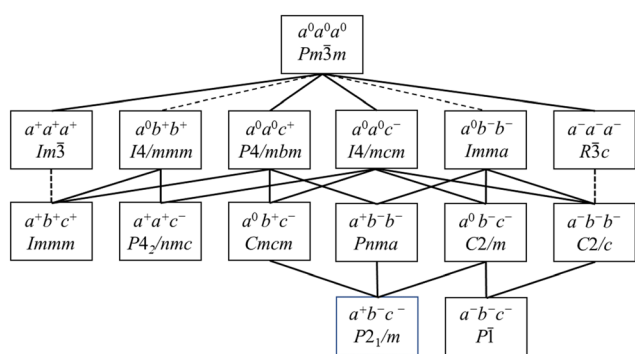 a⁰a⁰a⁰
Pm3̅m
a⁺a⁺a⁺
Im3̅
a⁰b⁺b⁺
I4/mmm
a⁰a⁰c⁺
P4/mbm
a⁰a⁰c⁻
I4/mcm
a⁰b⁻b⁻
Imma
a⁻a⁻a⁻
R3̅c
a⁺b⁺c⁺
Immm
a⁺a⁺c⁻
P4₂/nmc
a⁰b⁺c⁻
Cmcm
a⁺b⁻b⁻
Pnma
a⁰b⁻c⁻
C2/m
a⁻b⁻b⁻
C2/c
a⁺b⁻c⁻
P2₁/m
a⁻b⁻c⁻
P1̅